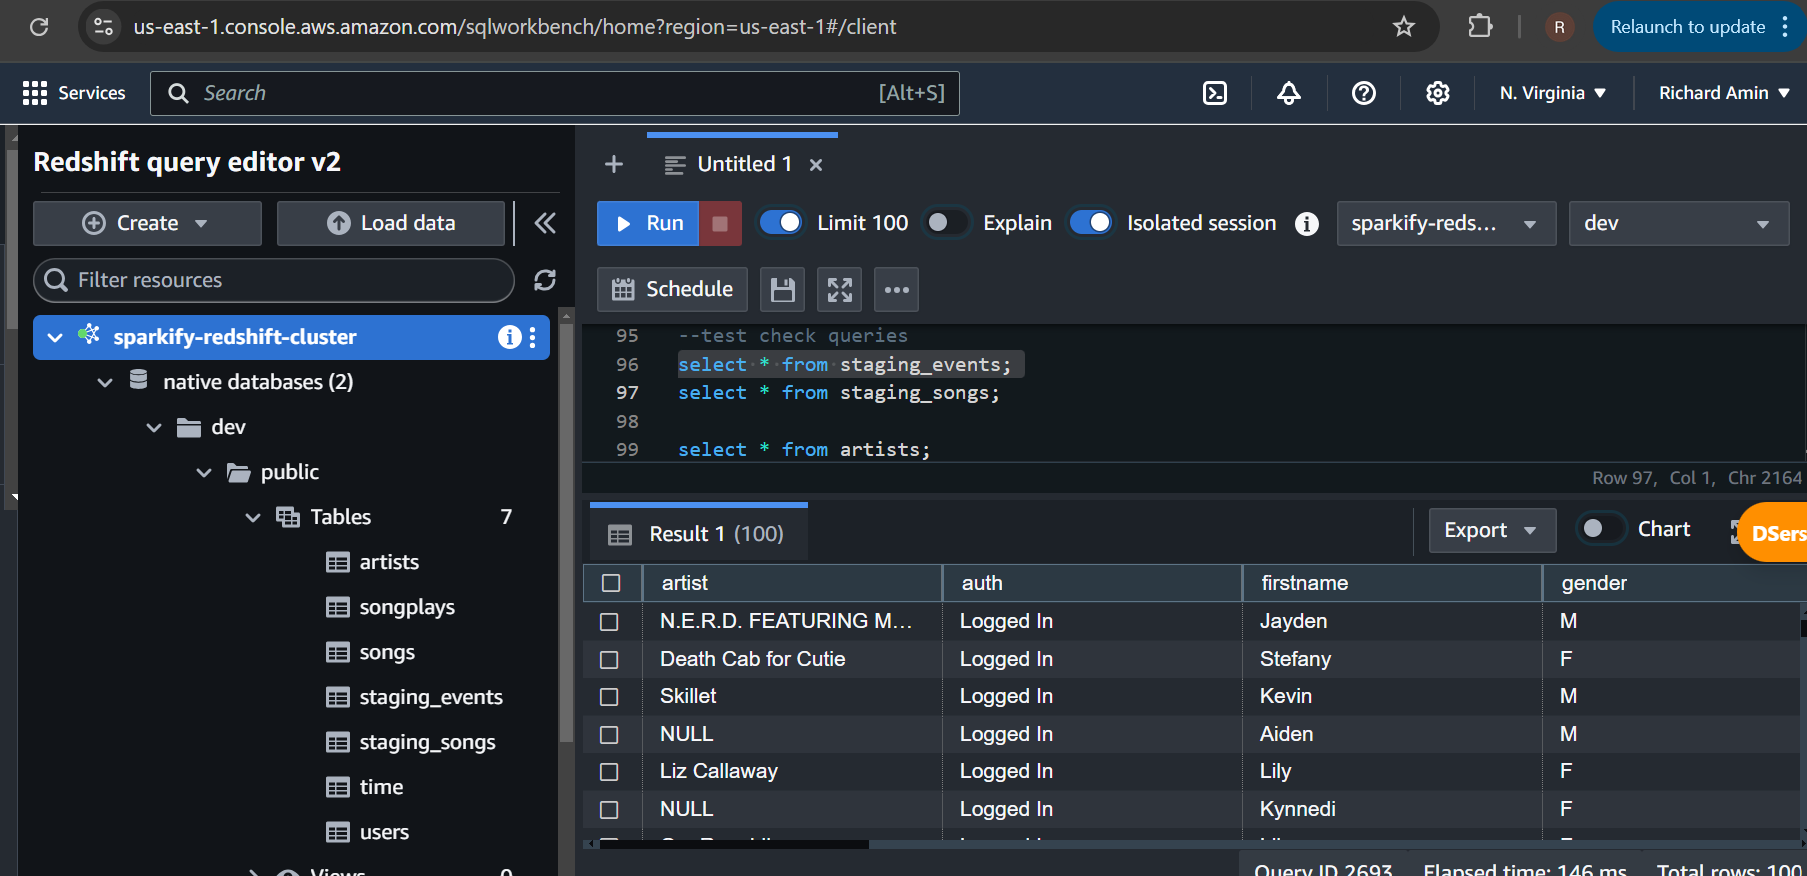 us-east-1.console.aws.amazon.com/sqlworkbench/home?region=us-east-1#/client
R
Relaunch to update
Services
Search
[Alt+S]
N. Virginia
Richard Amin
Redshift query editor v2
Create
Load data
Filter resources
sparkify-redshift-cluster
native databases (2)
dev
public
Tables
7
artists
songplays
songs
staging_events
staging_songs
time
users
Views
0
Untitled 1
Run
Limit 100
Explain
Isolated session
sparkify-reds...
dev
Schedule
95 --test check queries
96 select * from staging_events;
97 select * from staging_songs;
98
99 select * from artists;
Row 97, Col 1, Chr 2164
Result 1 (100)
Export
Chart
DSers
artist auth firstname gender
N.E.R.D. FEATURING M... Logged In Jayden M
Death Cab for Cutie Logged In Stefany F
Skillet Logged In Kevin M
NULL Logged In Aiden M
Liz Callaway Logged In Lily F
NULL Logged In Kynnedi F
Query ID 2693 Elapsed time: 146 ms Total rows: 100